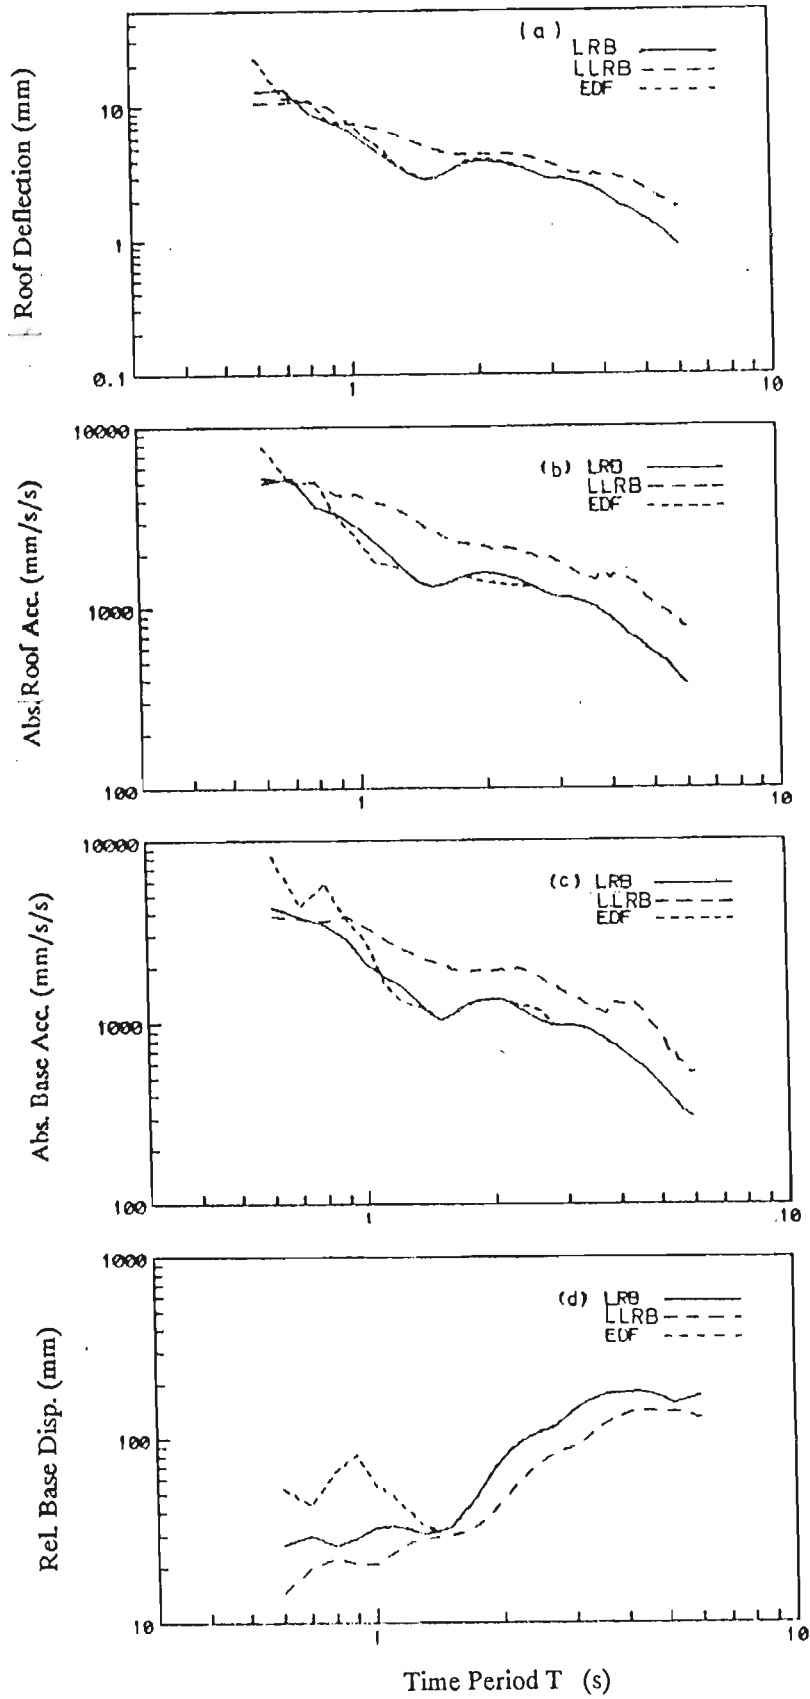 (a)
LRB
LLRB
EDF
10
1
0.1
1
10
Roof Deflection (mm)
10000
(b) LRB
LLRB
EDF
1000
100
1
10
Abs. Roof Acc. (mm/s/s)
10000
(c) LRB
LLRB
EDF
1000
100
1
10
Abs. Base Acc. (mm/s/s)
1000
(d) LRB
LLRB
EDF
100
10
1
10
Rel. Base Disp. (mm)
Time Period T (s)